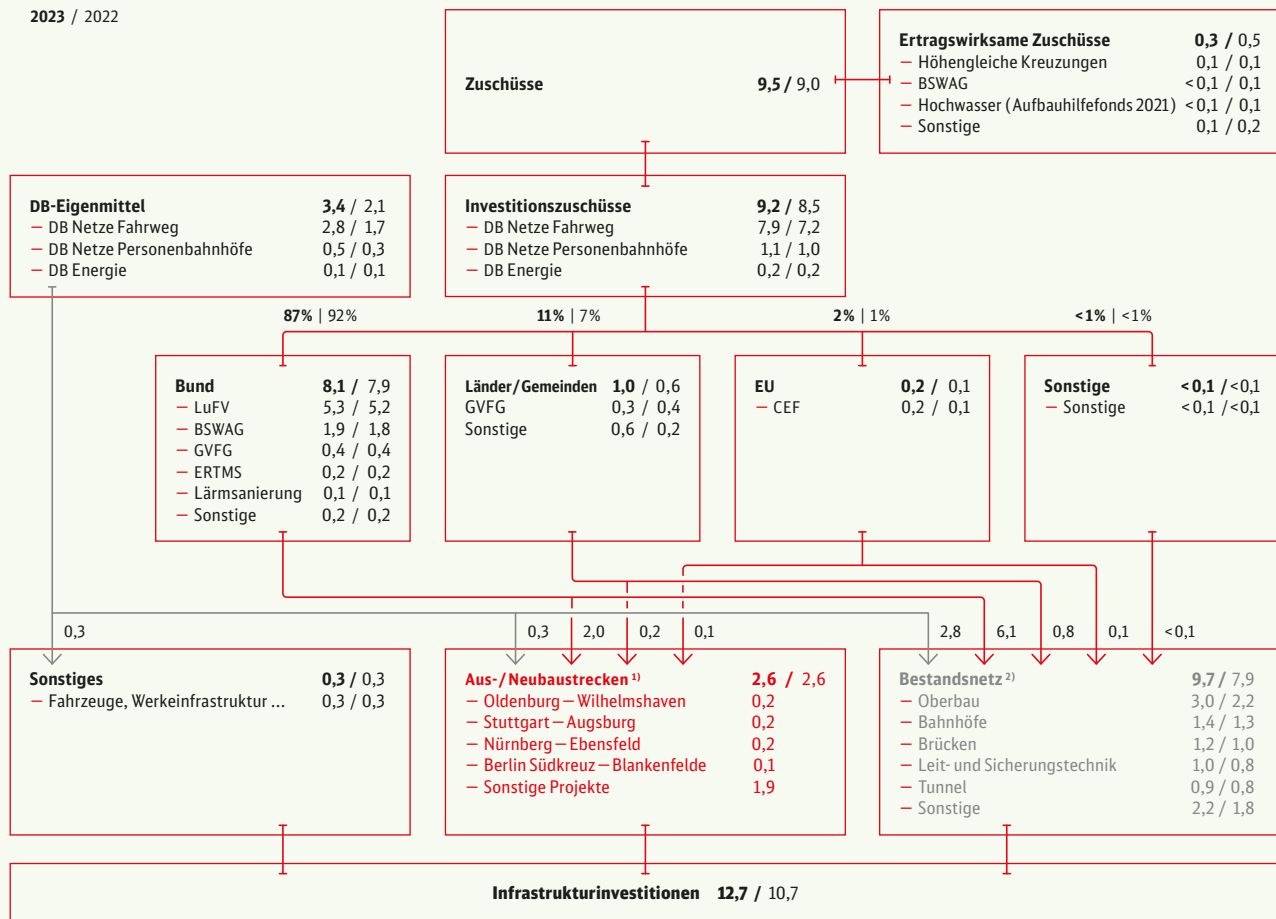 2023 / 2022
Zuschüsse 9,5 / 9,0
Ertragswirksame Zuschüsse 0,3 / 0,5
– Höhengleiche Kreuzungen 0,1 / 0,1
– BSWAG <0,1 / 0,1
– Hochwasser (Aufbauhilfefonds 2021) <0,1 / 0,1
– Sonstige 0,1 / 0,2
DB-Eigenmittel 3,4 / 2,1
– DB Netze Fahrweg 2,8 / 1,7
– DB Netze Personenbahnhöfe 0,5 / 0,3
– DB Energie 0,1 / 0,1
Investitionszuschüsse 9,2 / 8,5
– DB Netze Fahrweg 7,9 / 7,2
– DB Netze Personenbahnhöfe 1,1 / 1,0
– DB Energie 0,2 / 0,2
87% | 92%
11% | 7%
2% | 1%
<1% | <1%
Bund 8,1 / 7,9
– LuFV 5,3 / 5,2
– BSWAG 1,9 / 1,8
– GVFG 0,4 / 0,4
– ERTMS 0,2 / 0,2
– Lärmsanierung 0,1 / 0,1
– Sonstige 0,2 / 0,2
Länder/Gemeinden 1,0 / 0,6
GVFG 0,3 / 0,4
Sonstige 0,6 / 0,2
EU 0,2 / 0,1
– CEF 0,2 / 0,1
Sonstige <0,1 / <0,1
– Sonstige <0,1 / <0,1
0,3
0,3 2,0 0,2 0,1
2,8 6,1 0,8 0,1 <0,1
Sonstiges 0,3 / 0,3
– Fahrzeuge, Werkeinfrastruktur ... 0,3 / 0,3
Aus-/Neubaustrecken 1) 2,6 / 2,6
– Oldenburg – Wilhelmshaven 0,2
– Stuttgart – Augsburg 0,2
– Nürnberg – Ebensfeld 0,2
– Berlin Südkreuz – Blankenfelde 0,1
– Sonstige Projekte 1,9
Bestandsnetz 2) 9,7 / 7,9
– Oberbau 3,0 / 2,2
– Bahnhöfe 1,4 / 1,3
– Brücken 1,2 / 1,0
– Leit- und Sicherungstechnik 1,0 / 0,8
– Tunnel 0,9 / 0,8
– Sonstige 2,2 / 1,8
Infrastrukturinvestitionen 12,7 / 10,7